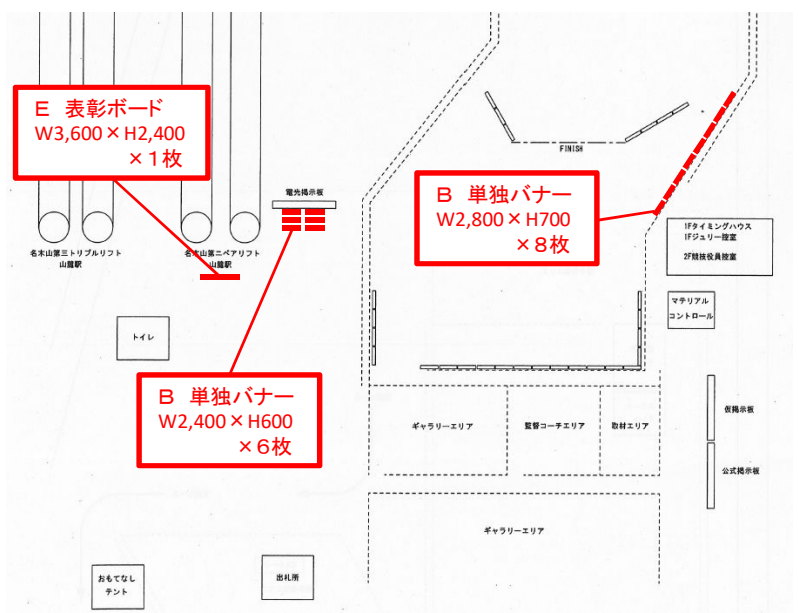 E 表彰ボード
W3,600×H2,400
×1枚
FINISH
電光掲示板
B 単独バナー
W2,800×H700
×8枚
1Fタイミングハウス
1Fジュリー控室
2F競技役員控室
名木山第三トリプルリフト
山麓駅
名木山第二ペアリフト
山麓駅
マテリアル
コントロール
トイレ
B 単独バナー
W2,400×H600
×6枚
ギャラリーエリア
監督コーチエリア
取材エリア
仮掲示板
公式掲示板
ギャラリーエリア
おもてなし
テント
出札所